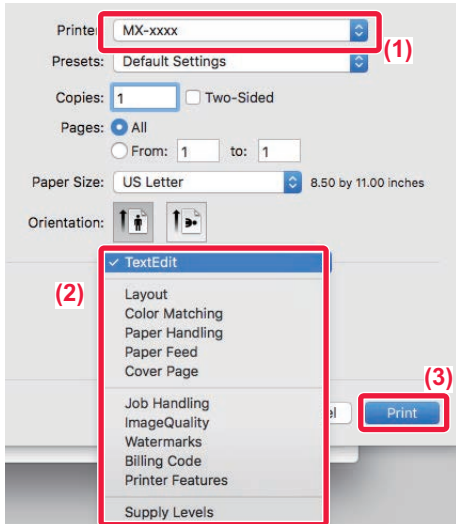 Printer: MX-xxxx
(1)
Presets: Default Settings
Copies: 1 Two-Sided
Pages: All
From: 1 to: 1
Paper Size: US Letter 8.50 by 11.00 inches
Orientation:
✓ TextEdit
(2)
Layout
Color Matching
Paper Handling
Paper Feed
Cover Page
(3)
Job Handling
ImageQuality
Watermarks
Billing Code
Printer Features
Print
Supply Levels